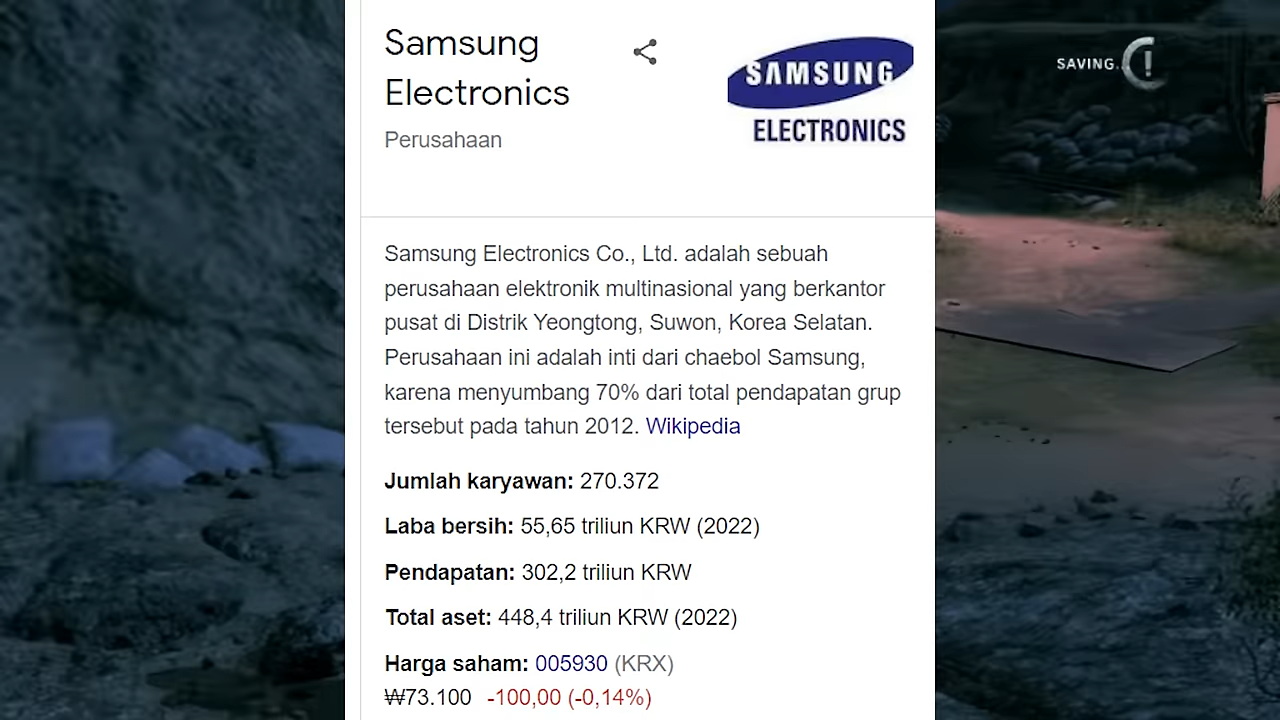 Samsung
Electronics
Perusahaan
SAMSUNG
ELECTRONICS
SAVING..
Samsung Electronics Co., Ltd. adalah sebuah
perusahaan elektronik multinasional yang berkantor
pusat di Distrik Yeongtong, Suwon, Korea Selatan.
Perusahaan ini adalah inti dari chaebol Samsung,
karena menyumbang 70% dari total pendapatan grup
tersebut pada tahun 2012. Wikipedia
Jumlah karyawan: 270.372
Laba bersih: 55,65 triliun KRW (2022)
Pendapatan: 302,2 triliun KRW
Total aset: 448,4 triliun KRW (2022)
Harga saham: 005930 (KRX)
₩73.100 -100,00 (-0,14%)